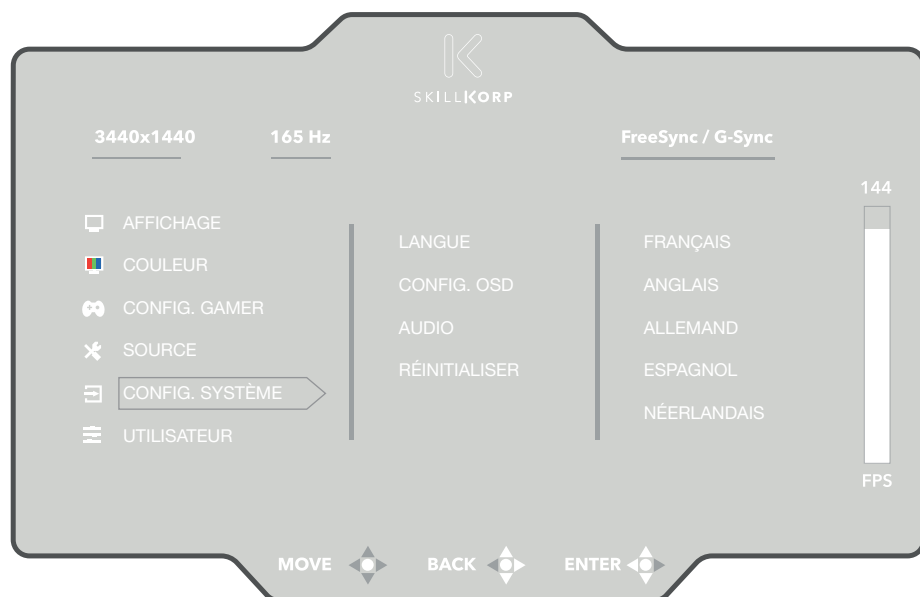 SKILLKORP
3440x1440 165 Hz FreeSync / G-Sync
144
AFFICHAGE
COULEUR
CONFIG. GAMER
SOURCE
CONFIG. SYSTÈME
UTILISATEUR
LANGUE
CONFIG. OSD
AUDIO
RÉINITIALISER
FRANÇAIS
ANGLAIS
ALLEMAND
ESPAGNOL
NÉERLANDAIS
FPS
MOVE BACK ENTER